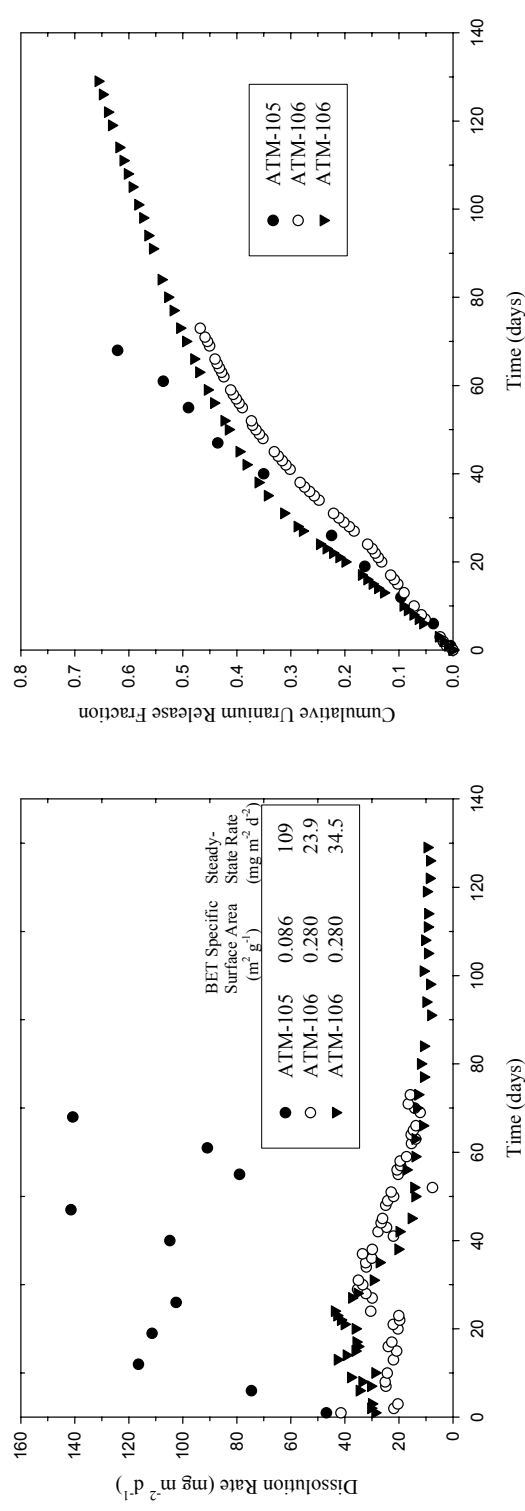 160
140
120
100
80
60
40
20
0
Dissolution Rate (mg m⁻² d⁻¹)
0 20 40 60 80 100 120 140
Time (days)
BET Specific Steady-
Surface Area State Rate
(m² g⁻¹) (mg m⁻² d⁻²)
ATM-105 0.086 109
ATM-106 0.280 23.9
ATM-106 0.280 34.5
0.8
0.7
0.6
0.5
0.4
0.3
0.2
0.1
0.0
Cumulative Uranium Release Fraction
0 20 40 60 80 100 120 140
Time (days)
ATM-105
ATM-106
ATM-106